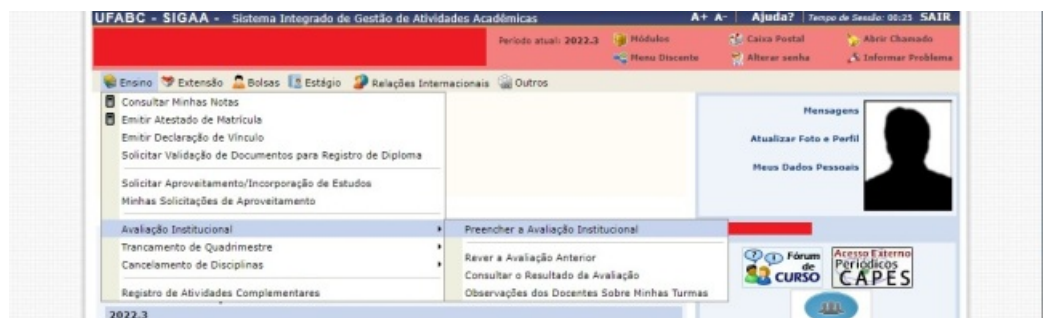 UFABC - SIGAA - Sistema Integrado de Gestão de Atividades Acadêmicas A+ A- Ajuda? Tempo de Sessão: 00:25 SAIR
Período atual: 2022.3 Módulos Caixa Postal Abrir Chamado
Menu Discente Alterar senha Informar Problema
Ensino Extensão Bolsas Estágio Relações Internacionais Outros
Consultar Minhas Notas
Emitir Atestado de Matrícula
Emitir Declaração de Vínculo
Solicitar Validação de Documentos para Registro de Diploma
Solicitar Aproveitamento/Incorporação de Estudos
Minhas Solicitações de Aproveitamento
Avaliação Institucional
Trancamento de Quadrimestre
Cancelamento de Disciplinas
Registro de Atividades Complementares
2022.3
Preencher a Avaliação Institucional
Rever a Avaliação Anterior
Consultar o Resultado da Avaliação
Observações dos Docentes Sobre Minhas Turmas
Mensagens
Atualizar Foto e Perfil
Meus Dados Pessoais
Fórum
de
CURSO
Acesso Externo
Periódicos
CAPES